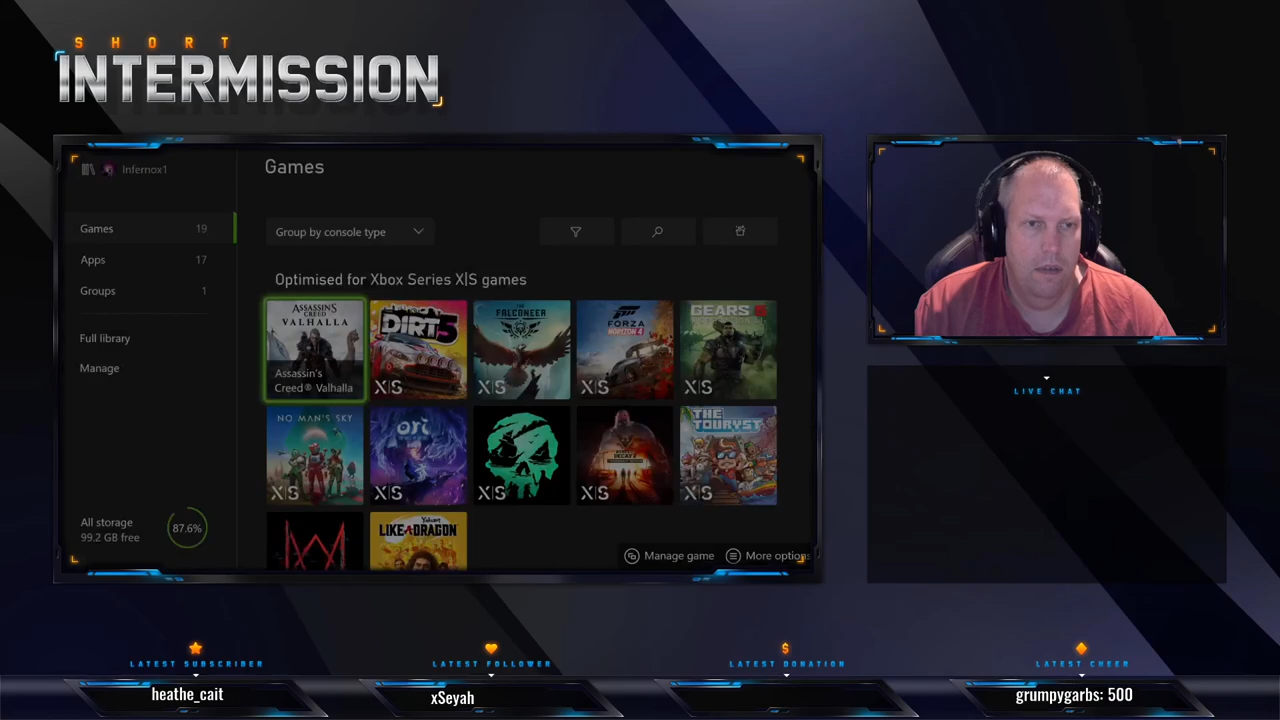 SHORT
INTERMISSION
Infernox1
Games 19
Apps 17
Groups 1
Full library
Manage
All storage
99.2 GB free
87.6%
Games
Group by console type
Optimised for Xbox Series X|S games
ASSASSIN'S
CREED
VALHALLA
Assassin's
Creed® Valhalla
DIRT 5
X|S
THE
FALCONEER
X|S
FORZA
HORIZON 4
X|S
GEARS 5
X|S
NO MAN'S SKY
X|S
ori
X|S
X|S
DECAY 2
X|S
THE
TOURYST
X|S
Yakuza
LIKE A DRAGON
Manage game
More options
LIVE CHAT
LATEST SUBSCRIBER
heathe_cait
LATEST FOLLOWER
xSeyah
LATEST DONATION
LATEST CHEER
grumpygarbs: 500